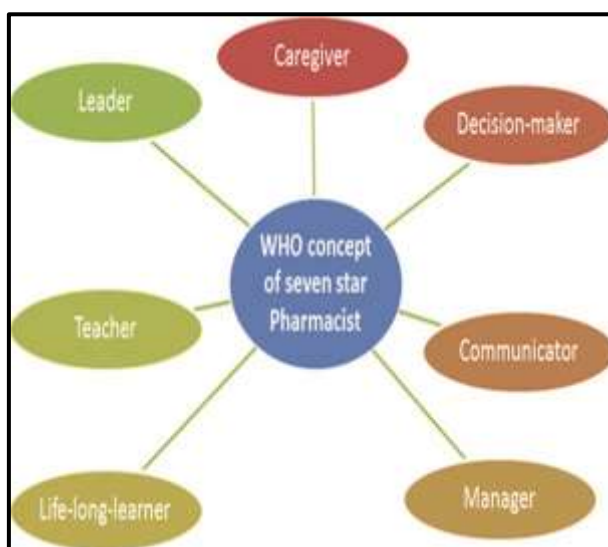 Caregiver
Leader
Decision-maker
WHO concept
of seven star
Pharmacist
Teacher
Communicator
Life-long-learner
Manager